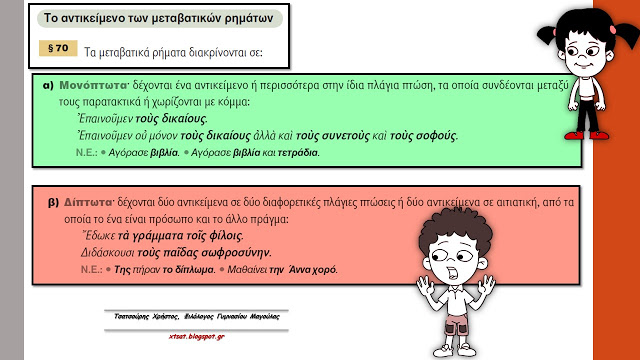 Το αντικείμενο των μεταβατικών ρημάτων
§ 70 Τα μεταβατικά ρήματα διακρίνονται σε:
α) Μονόπτωτα· δέχονται ένα αντικείμενο ή περισσότερα στην ίδια πλάγια πτώση, τα οποία συνδέονται μεταξύ
τους παρατακτικά ή χωρίζονται με κόμμα:
Ἐπαινοῦμεν τοὺς δικαίους.
Ἐπαινοῦμεν οὐ μόνον τοὺς δικαίους ἀλλὰ καὶ τοὺς συνετοὺς καὶ τοὺς σοφούς.
Ν.Ε.: • Αγόρασε βιβλία. • Αγόρασε βιβλία και τετράδια.
β) Δίπτωτα· δέχονται δύο αντικείμενα σε δύο διαφορετικές πλάγιες πτώσεις ή δύο αντικείμενα σε αιτιατική, από τα
οποία το ένα είναι πρόσωπο και το άλλο πράγμα:
Ἔδωκε τὰ γράμματα τοῖς φίλοις.
Διδάσκουσι τοὺς παῖδας σωφροσύνην.
Ν.Ε.: • Της πήραν το δίπλωμα. • Μαθαίνει την Άννα χορό.
Τσατσούρης Χρήστος, Φιλόλογος Γυμνασίου Μαγούλας
xtsat.blogspot.gr